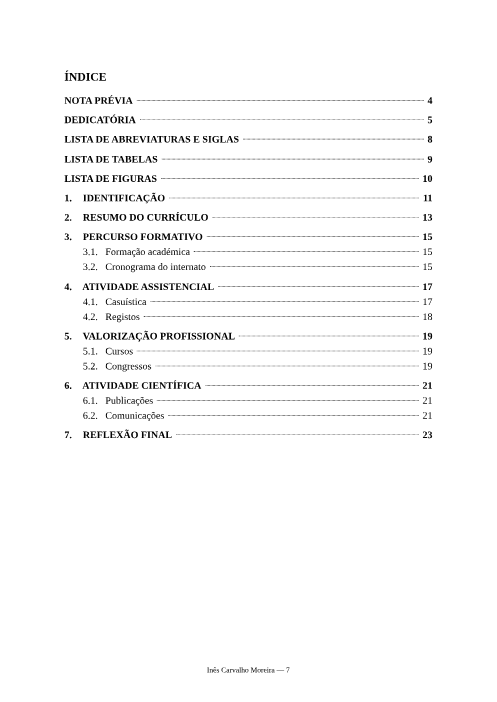 ÍNDICE
NOTA PRÉVIA 4
DEDICATÓRIA 5
LISTA DE ABREVIATURAS E SIGLAS 8
LISTA DE TABELAS 9
LISTA DE FIGURAS 10
1. IDENTIFICAÇÃO 11
2. RESUMO DO CURRÍCULO 13
3. PERCURSO FORMATIVO 15
3.1. Formação académica 15
3.2. Cronograma do internato 15
4. ATIVIDADE ASSISTENCIAL 17
4.1. Casuística 17
4.2. Registos 18
5. VALORIZAÇÃO PROFISSIONAL 19
5.1. Cursos 19
5.2. Congressos 19
6. ATIVIDADE CIENTÍFICA 21
6.1. Publicações 21
6.2. Comunicações 21
7. REFLEXÃO FINAL 23
Inês Carvalho Moreira — 7